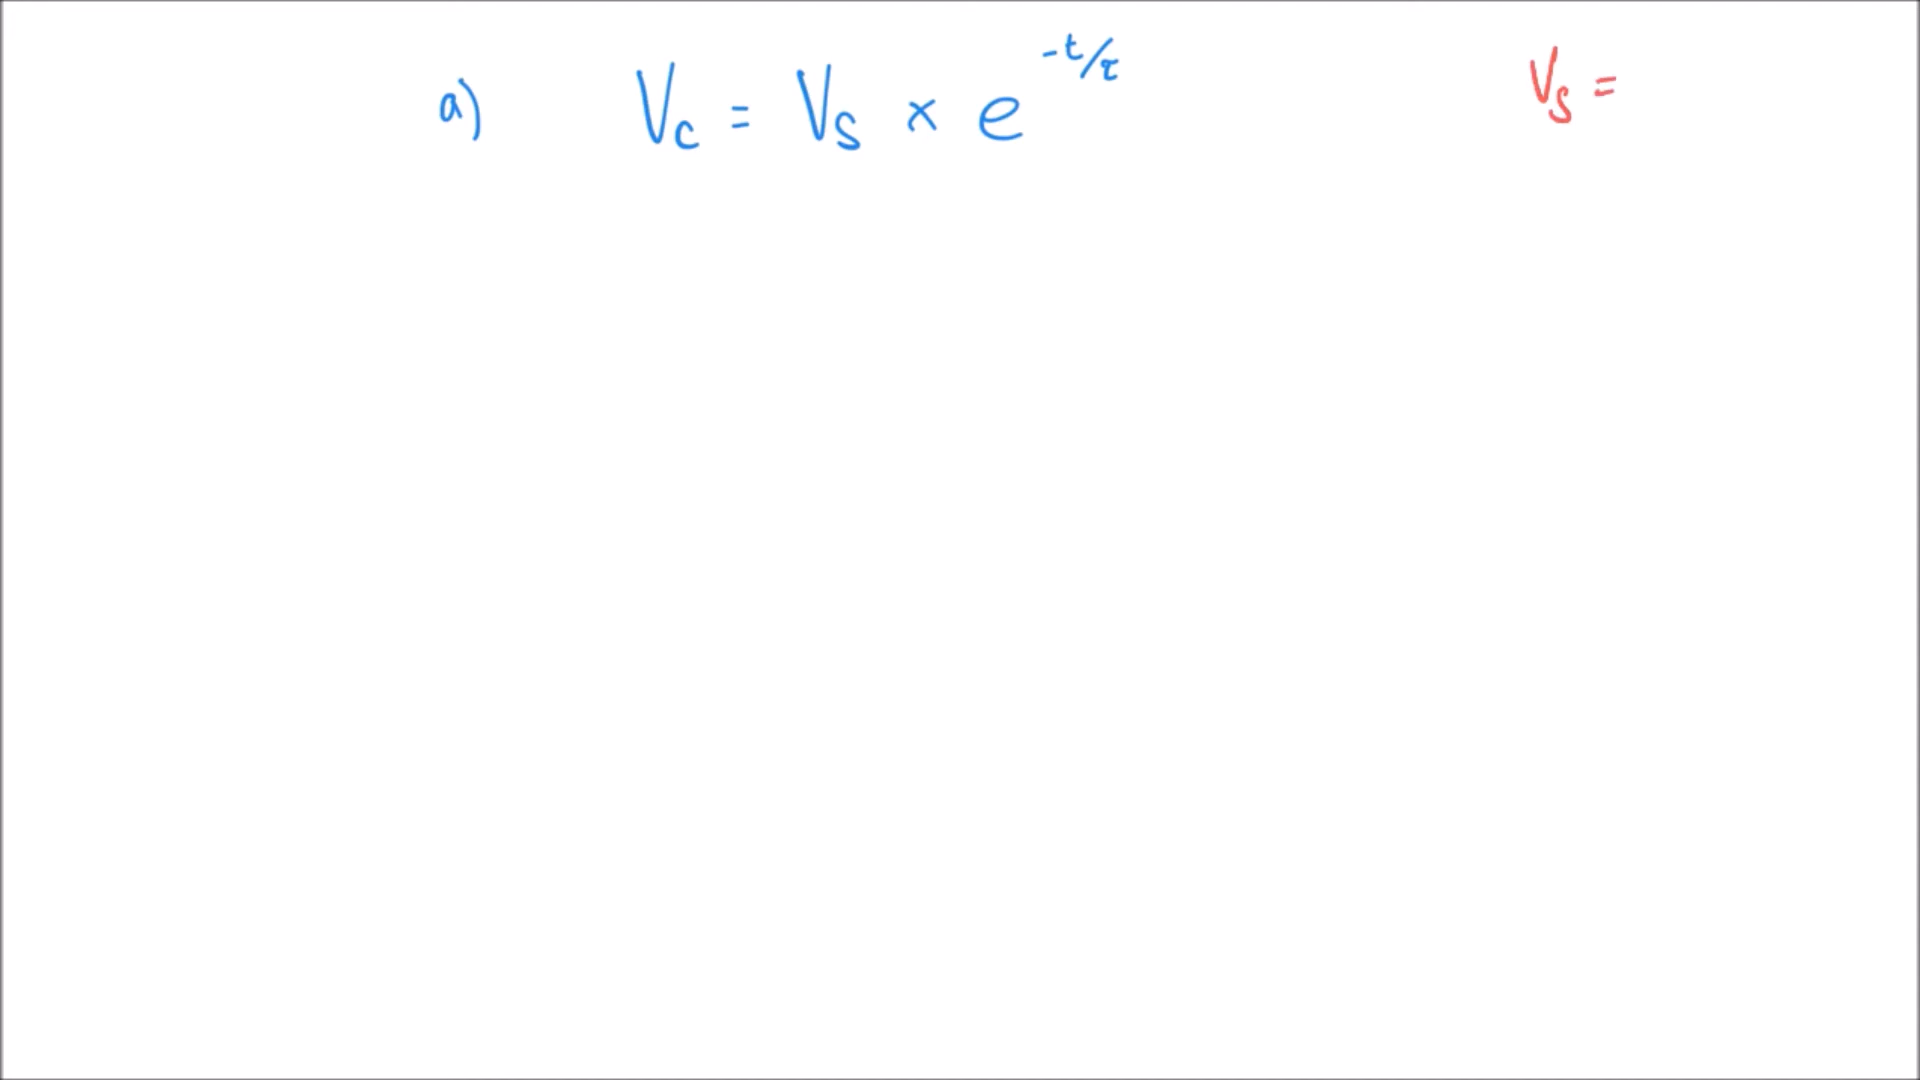 a) Vc = Vs × e^-t/τ
Vs =